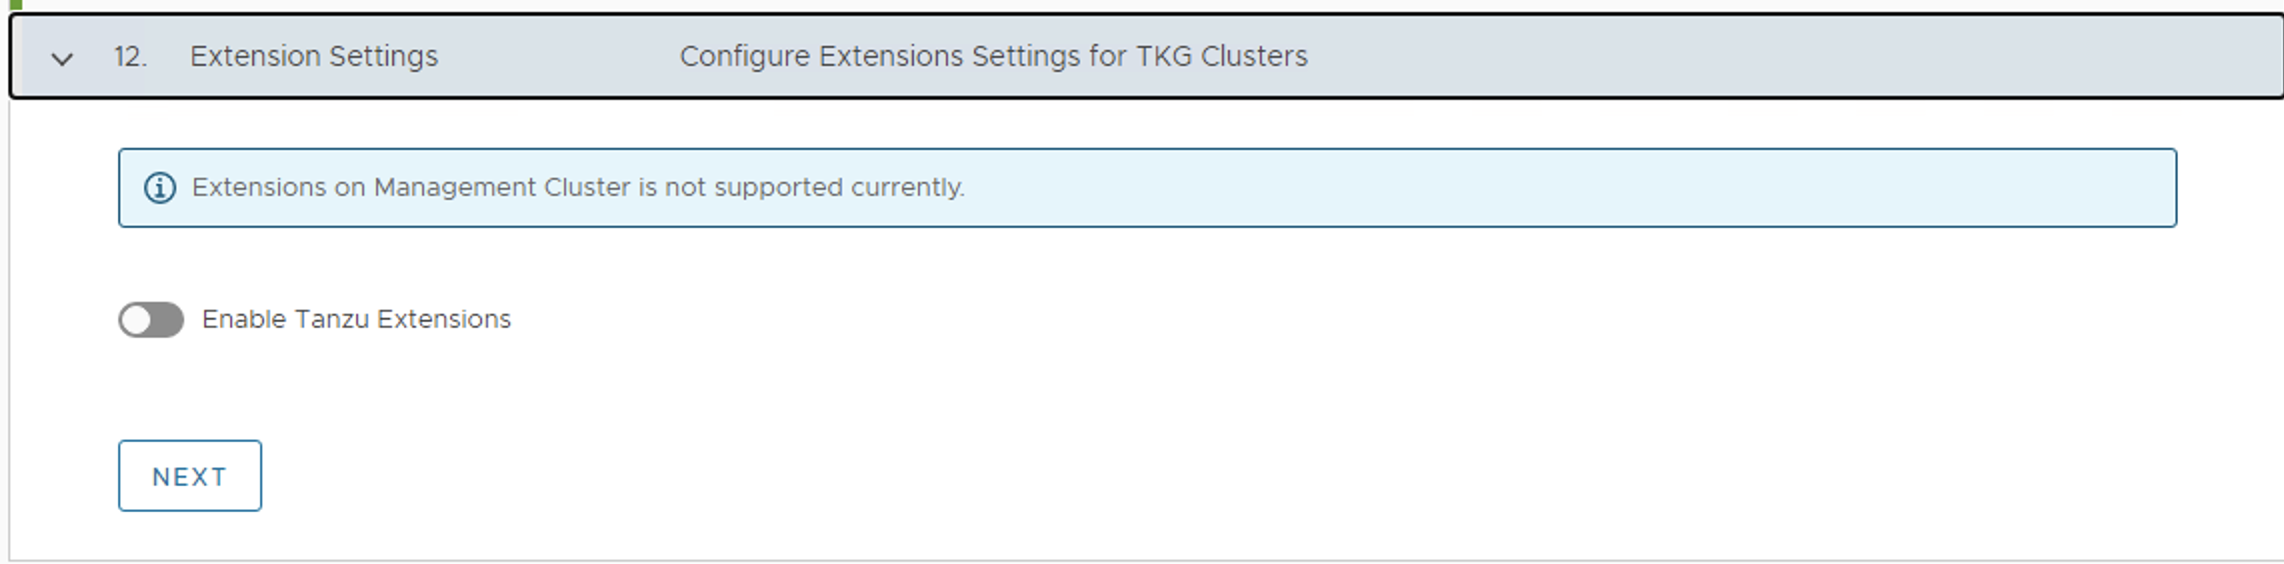 12. Extension Settings Configure Extensions Settings for TKG Clusters
Extensions on Management Cluster is not supported currently.
Enable Tanzu Extensions
NEXT